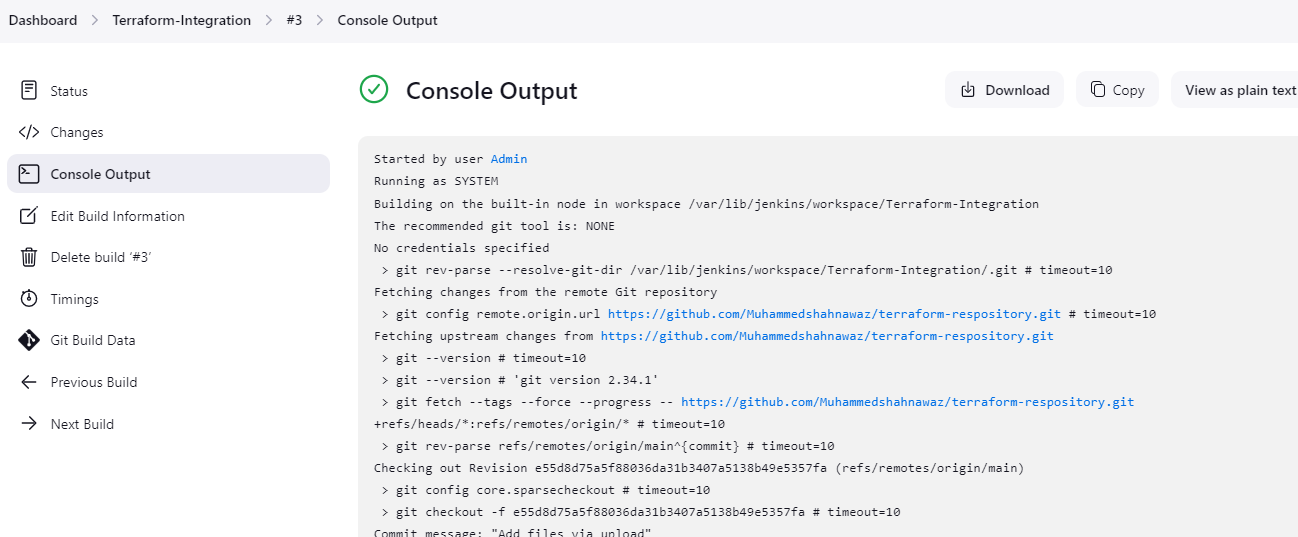 Dashboard > Terraform-Integration > #3 > Console Output
Status
Changes
Console Output
Edit Build Information
Delete build ‘#3’
Timings
Git Build Data
Previous Build
Next Build
Console Output
Download
Copy
View as plain text
Started by user Admin
Running as SYSTEM
Building on the built-in node in workspace /var/lib/jenkins/workspace/Terraform-Integration
The recommended git tool is: NONE
No credentials specified
> git rev-parse --resolve-git-dir /var/lib/jenkins/workspace/Terraform-Integration/.git # timeout=10
Fetching changes from the remote Git repository
> git config remote.origin.url https://github.com/Muhammedshahnawaz/terraform-respository.git # timeout=10
Fetching upstream changes from https://github.com/Muhammedshahnawaz/terraform-respository.git
> git --version # timeout=10
> git --version # 'git version 2.34.1'
> git fetch --tags --force --progress -- https://github.com/Muhammedshahnawaz/terraform-respository.git
+refs/heads/*:refs/remotes/origin/* # timeout=10
> git rev-parse refs/remotes/origin/main^{commit} # timeout=10
Checking out Revision e55d8d75a5f88036da31b3407a5138b49e5357fa (refs/remotes/origin/main)
> git config core.sparsecheckout # timeout=10
> git checkout -f e55d8d75a5f88036da31b3407a5138b49e5357fa # timeout=10
Commit message: "Add files via upload"